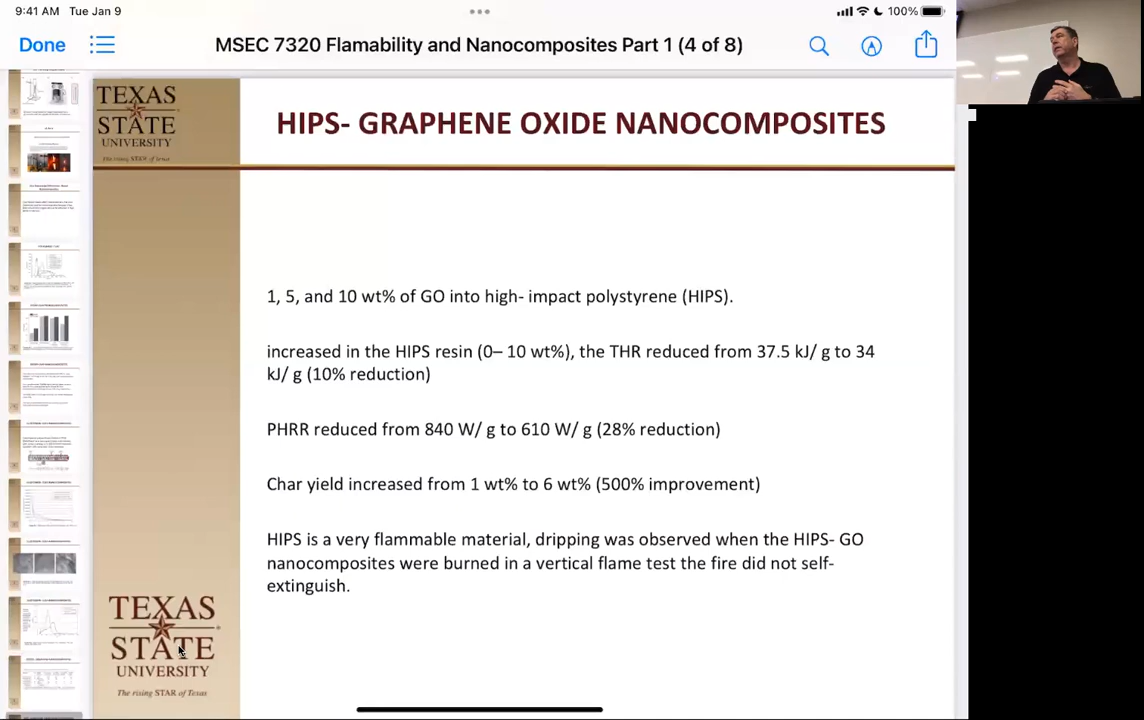 9:41 AM Tue Jan 9
100%
Done
MSEC 7320 Flamability and Nanocomposites Part 1 (4 of 8)
TEXAS
STATE
UNIVERSITY
The rising STAR of Texas
HIPS- GRAPHENE OXIDE NANOCOMPOSITES
1, 5, and 10 wt% of GO into high- impact polystyrene (HIPS).
increased in the HIPS resin (0– 10 wt%), the THR reduced from 37.5 kJ/ g to 34
kJ/ g (10% reduction)
PHRR reduced from 840 W/ g to 610 W/ g (28% reduction)
Char yield increased from 1 wt% to 6 wt% (500% improvement)
HIPS is a very flammable material, dripping was observed when the HIPS- GO
nanocomposites were burned in a vertical flame test the fire did not self-
extinguish.
TEXAS
STATE
UNIVERSITY
The rising STAR of Texas